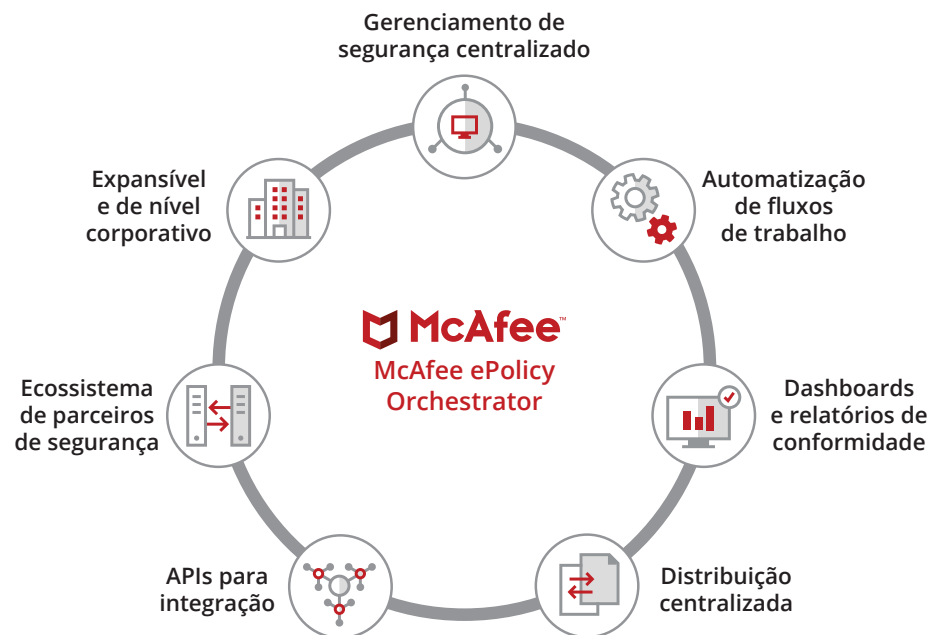 Gerenciamento de
segurança centralizado
Automatização
de fluxos
de trabalho
Dashboards
e relatórios de
conformidade
Distribuição
centralizada
APIs para
integração
Ecossistema
de parceiros
de segurança
Expansível
e de nível
corporativo
McAfee™
McAfee ePolicy
Orchestrator